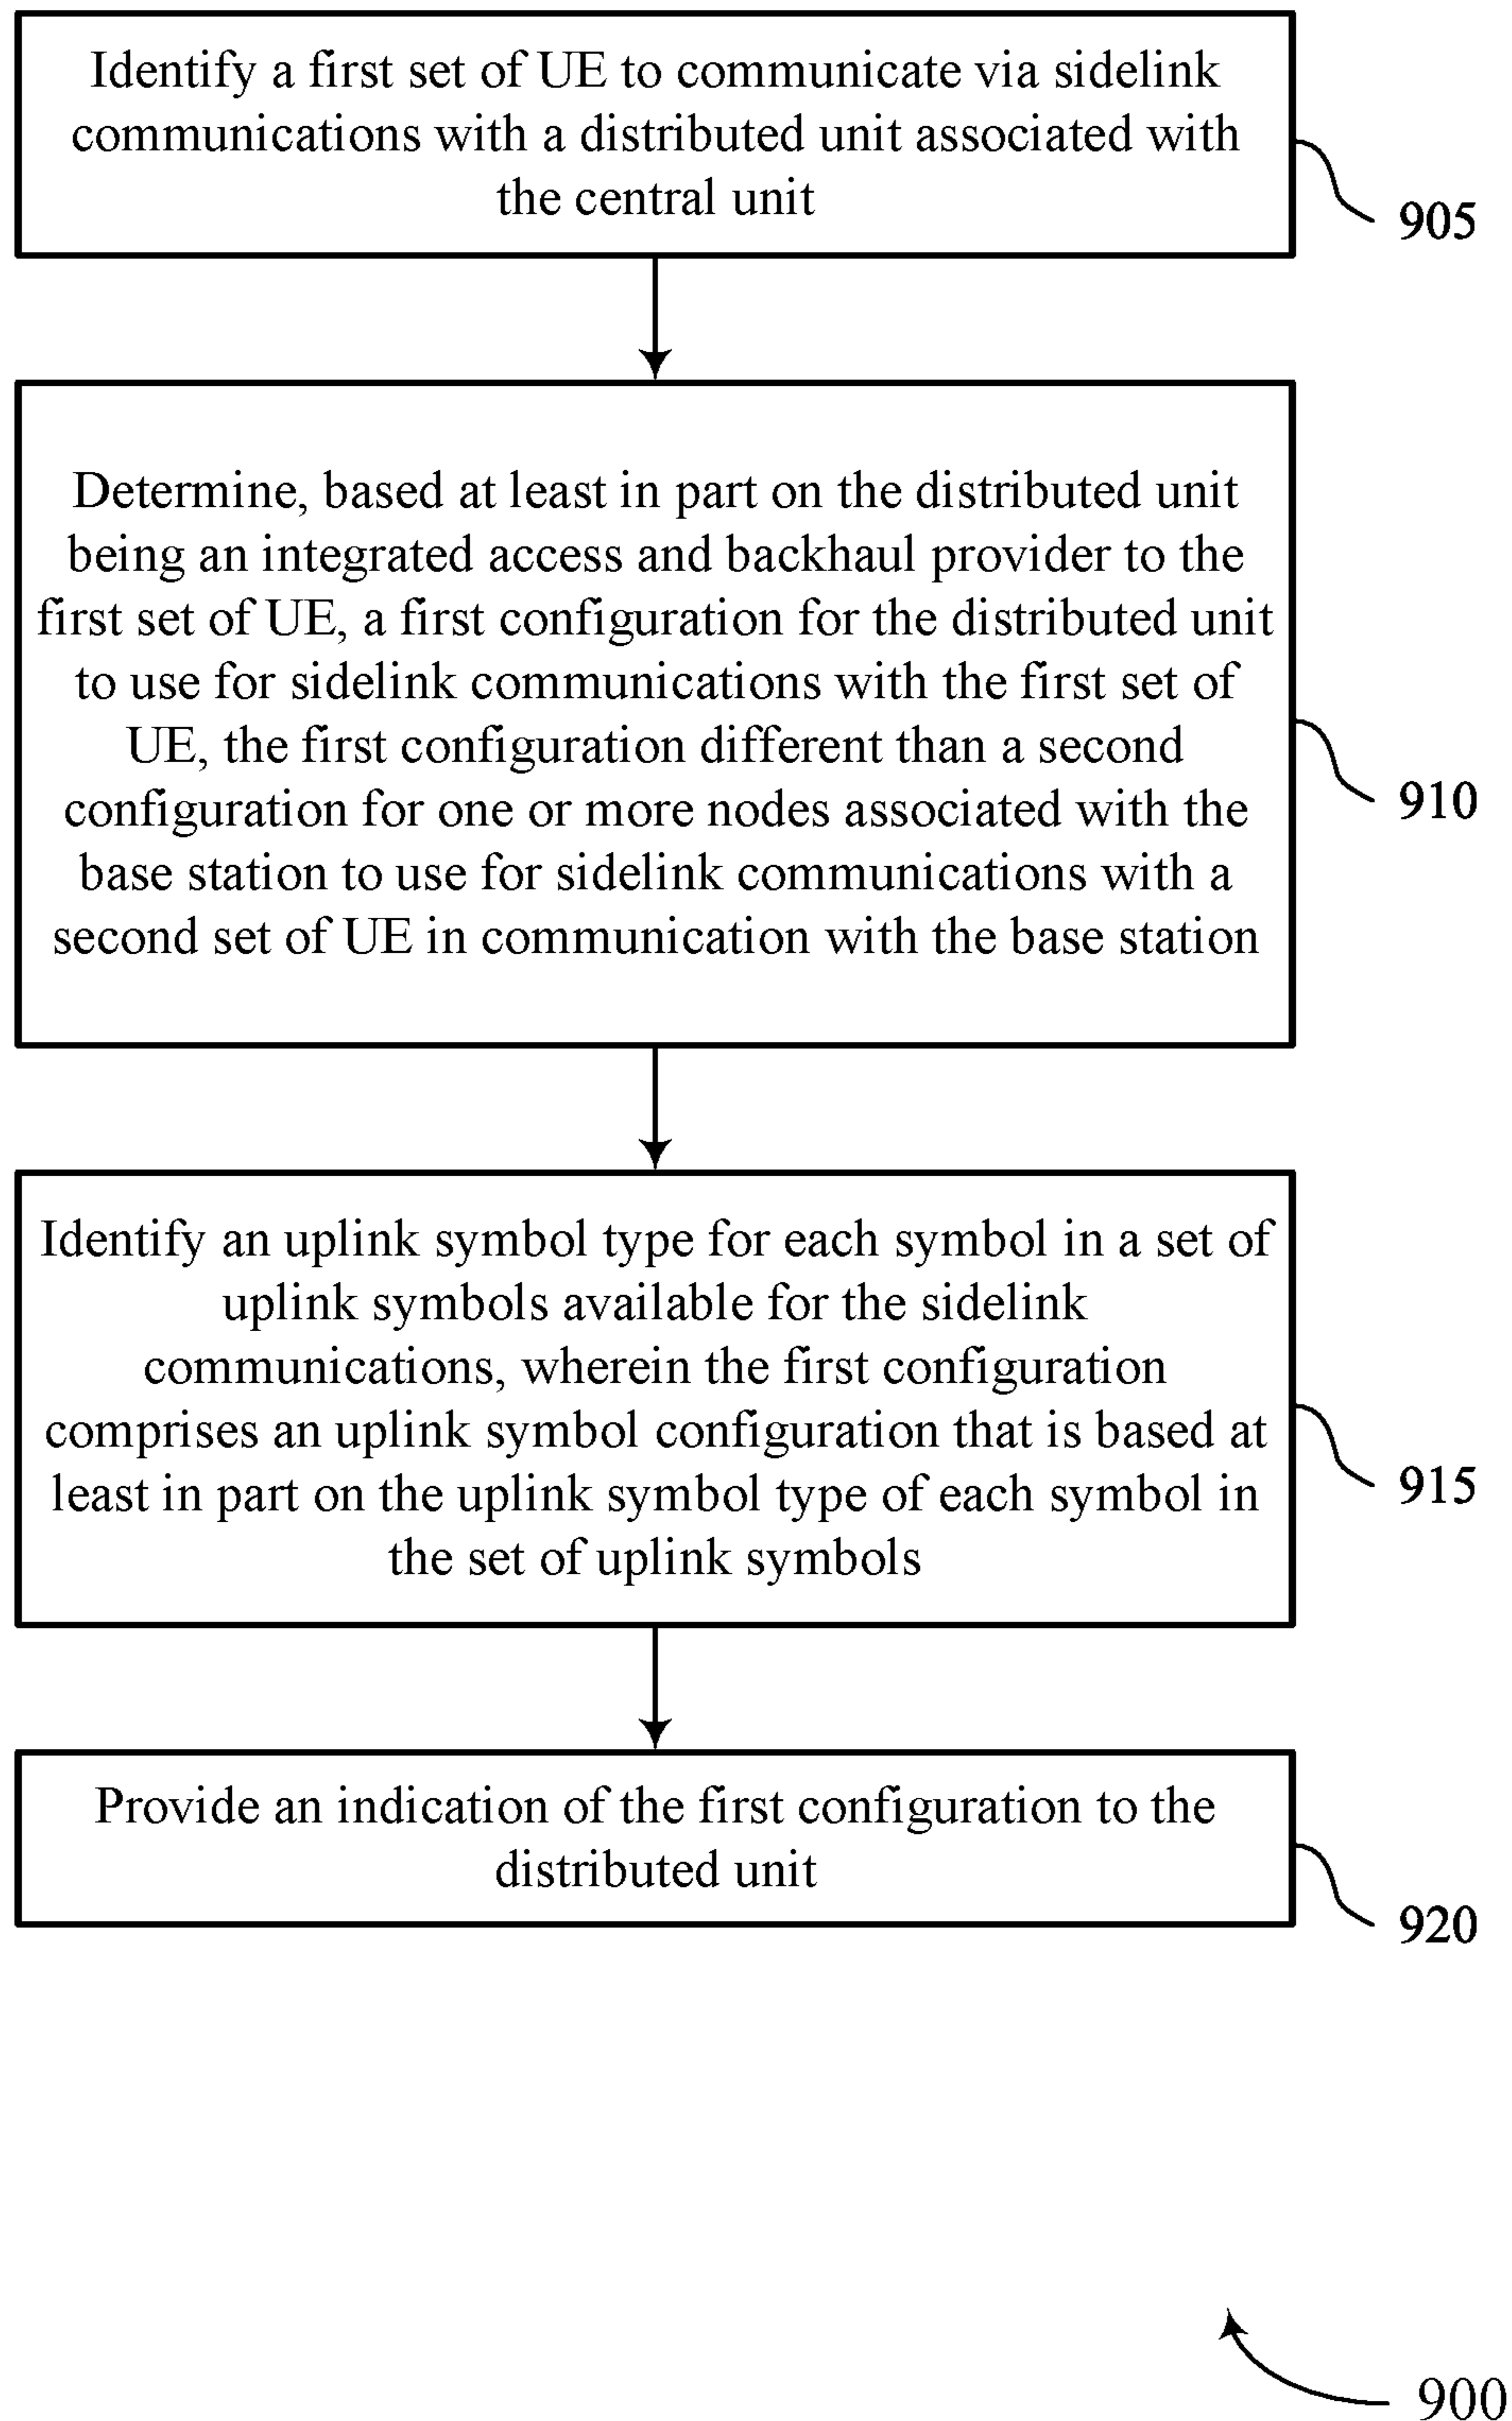 Identify a first set of UE to communicate via sidelink
communications with a distributed unit associated with
the central unit
905
Determine, based at least in part on the distributed unit
being an integrated access and backhaul provider to the
first set of UE, a first configuration for the distributed unit
to use for sidelink communications with the first set of
UE, the first configuration different than a second
configuration for one or more nodes associated with the
base station to use for sidelink communications with a
second set of UE in communication with the base station
910
Identify an uplink symbol type for each symbol in a set of
uplink symbols available for the sidelink
communications, wherein the first configuration
comprises an uplink symbol configuration that is based at
least in part on the uplink symbol type of each symbol in
the set of uplink symbols
915
Provide an indication of the first configuration to the
distributed unit
920
900